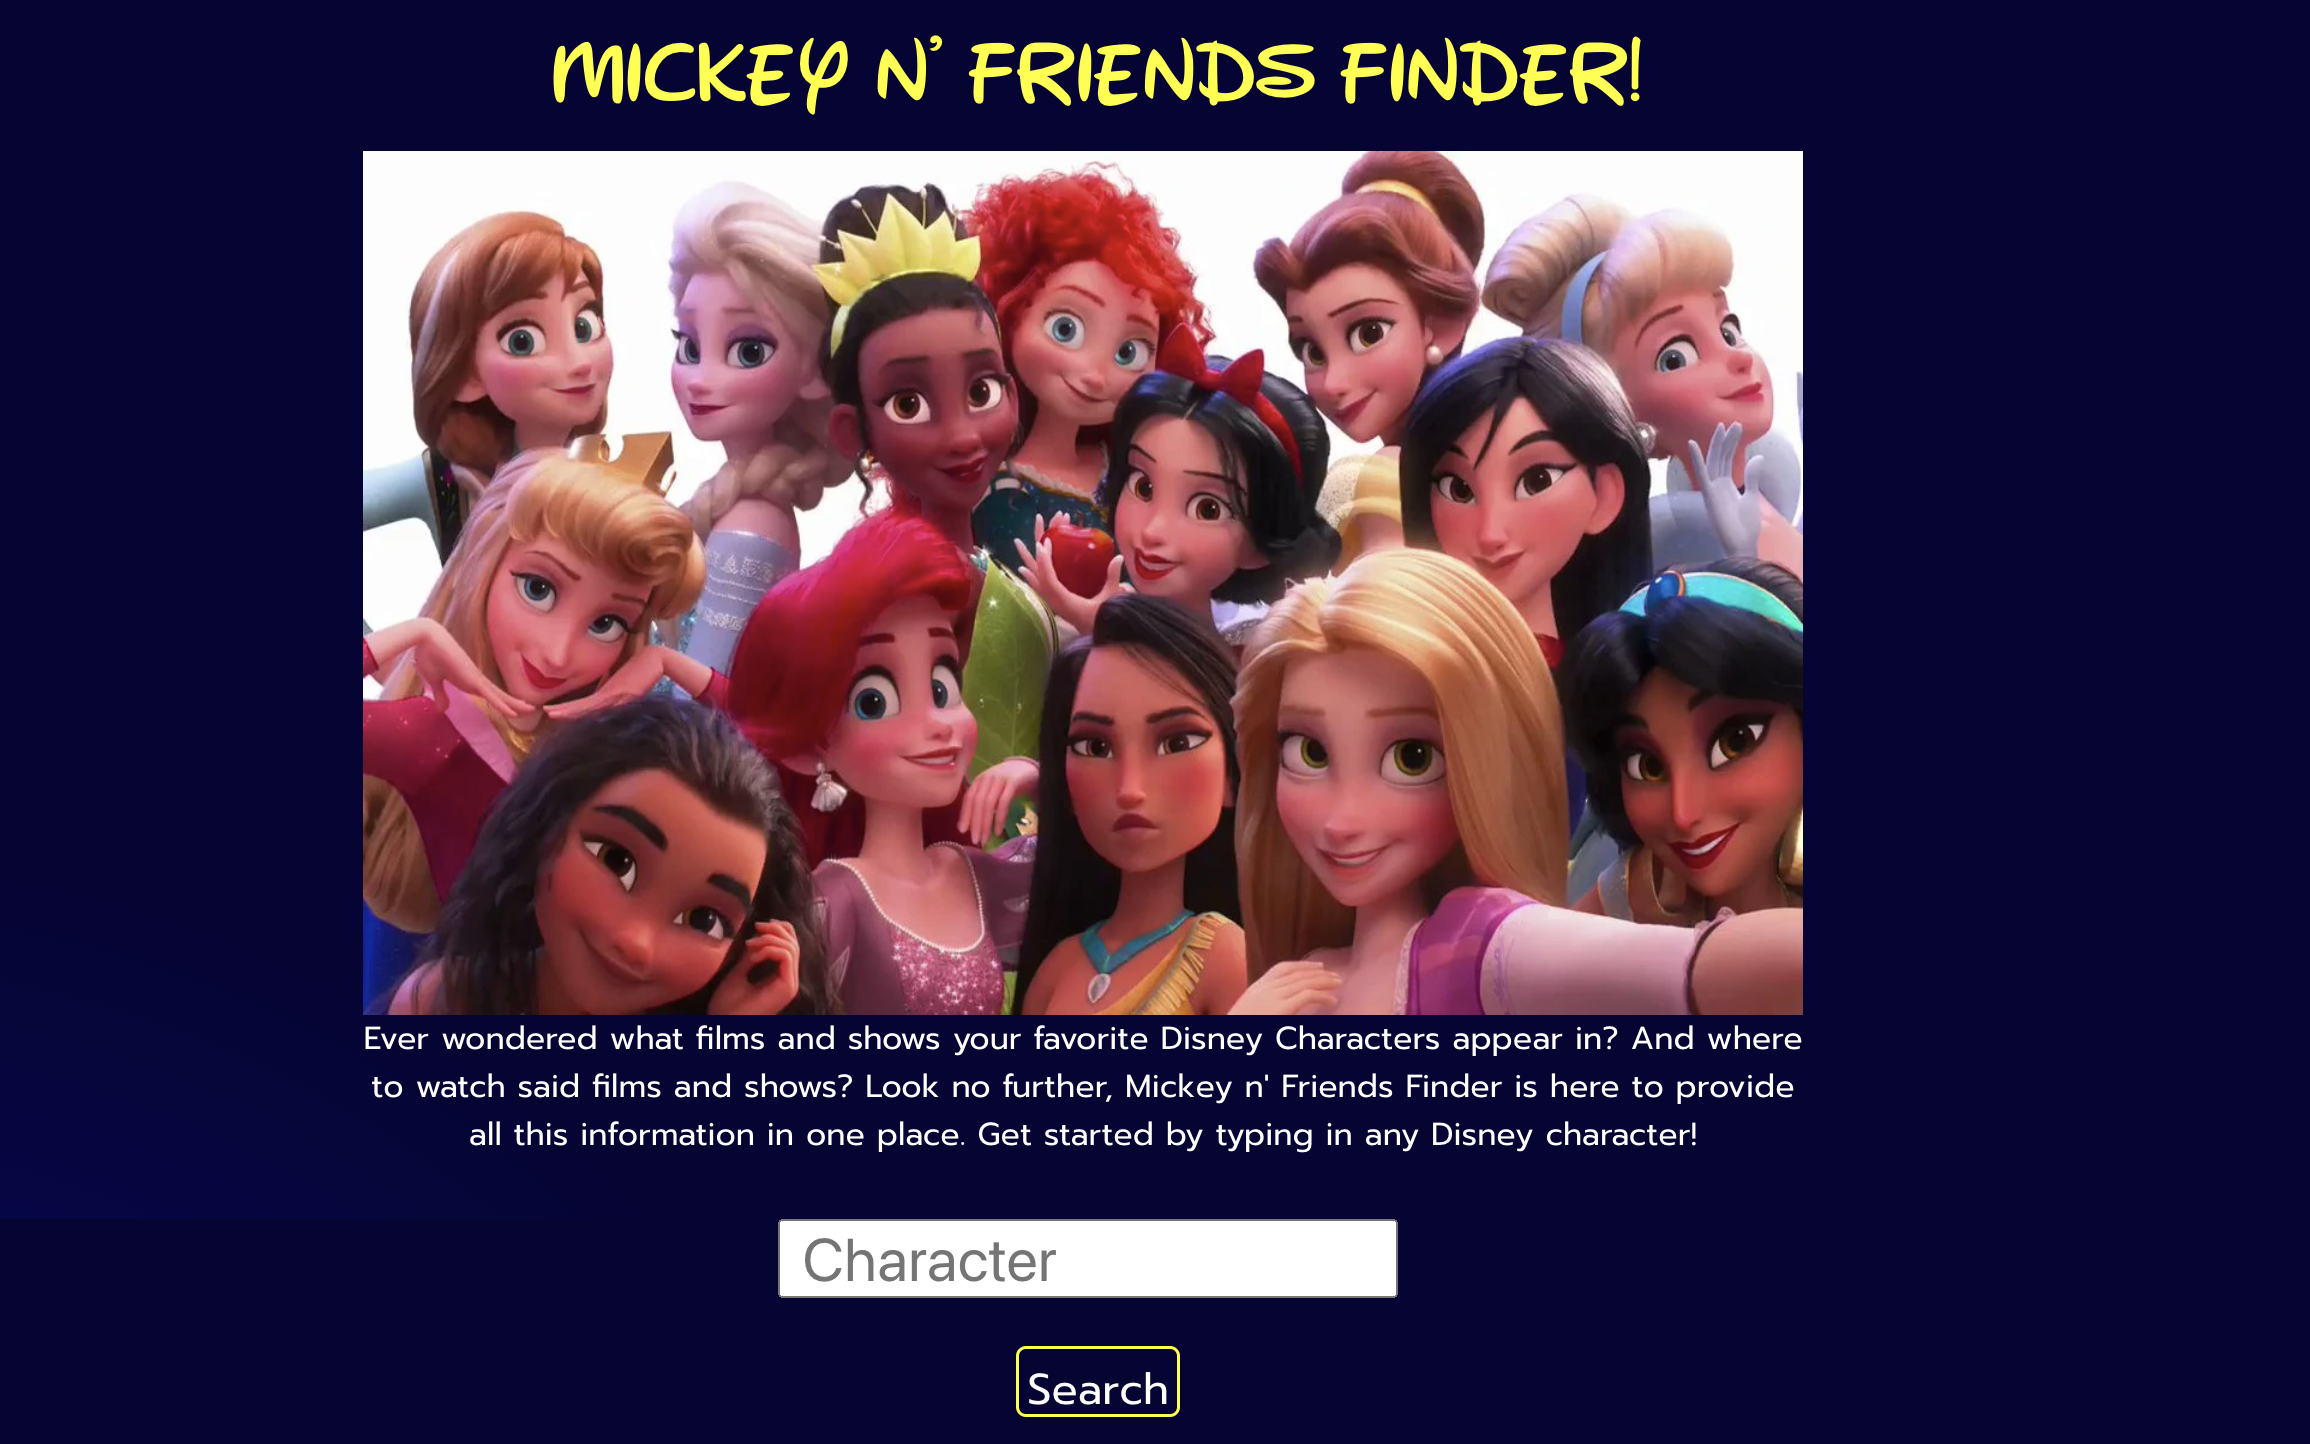 MICKEY N' FRIENDS FINDER!
Ever wondered what films and shows your favorite Disney Characters appear in? And where
to watch said films and shows? Look no further, Mickey n' Friends Finder is here to provide
all this information in one place. Get started by typing in any Disney character!
Character
Search